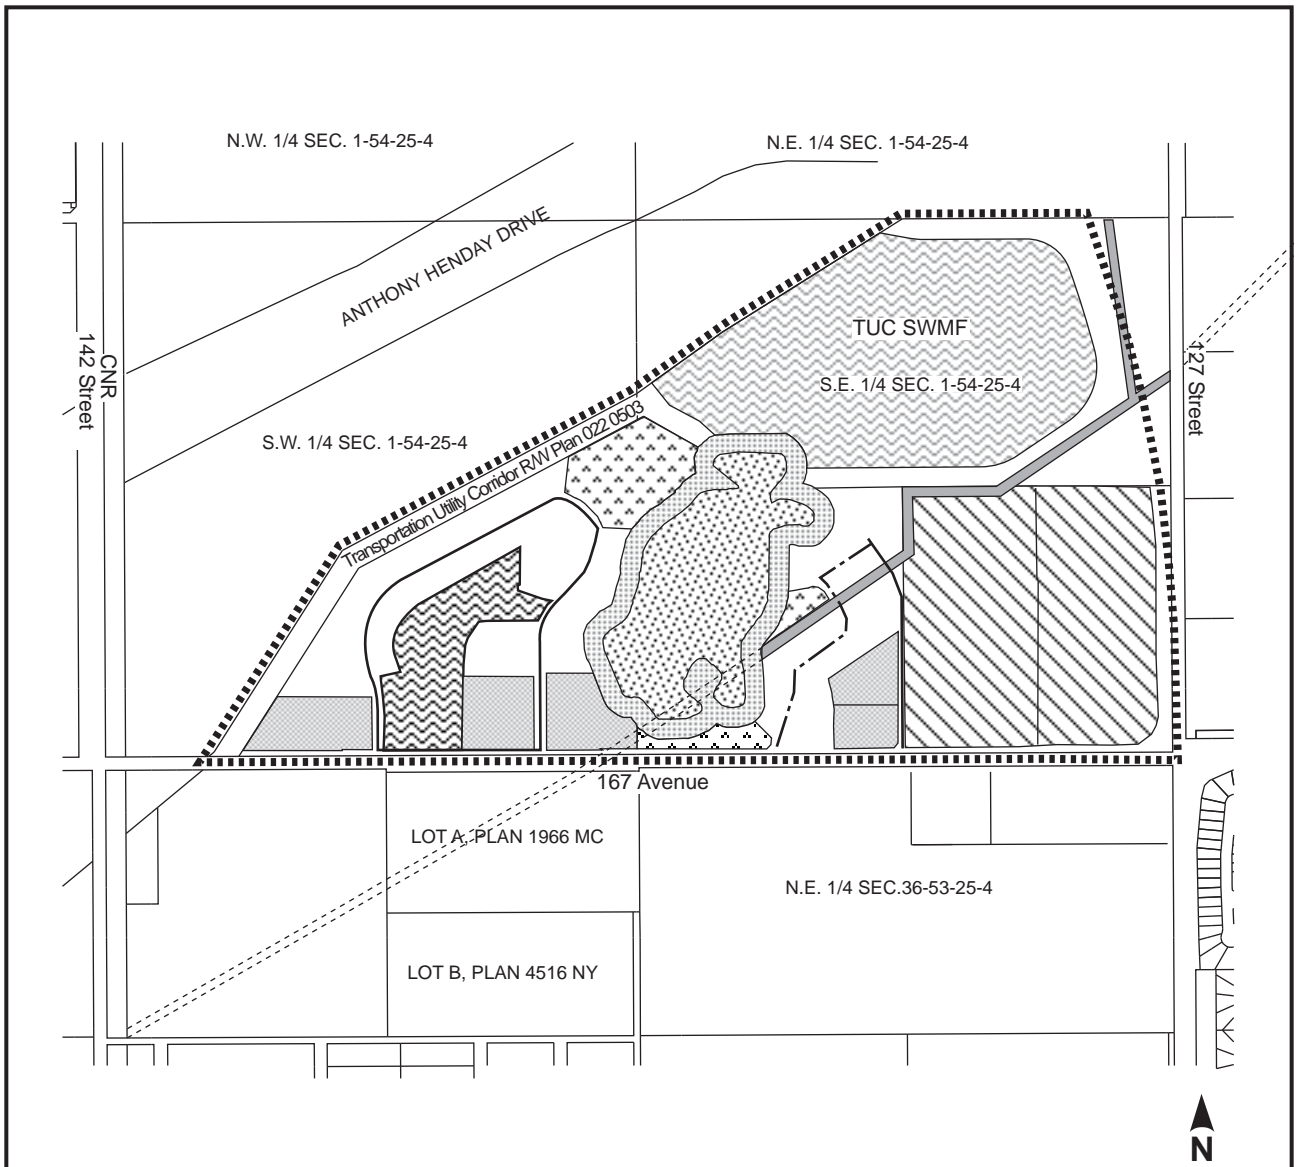 N.W. 1/4 SEC. 1-54-25-4
N.E. 1/4 SEC. 1-54-25-4
ANTHONY HENDAY DRIVE
TUC SWMF
S.E. 1/4 SEC. 1-54-25-4
CNR
142 Street
127 Street
S.W. 1/4 SEC. 1-54-25-4
Transportation Utility Corridor R/W Plan 022 0503
167 Avenue
LOT A, PLAN 1966 MC
N.E. 1/4 SEC.36-53-25-4
LOT B, PLAN 4516 NY
N